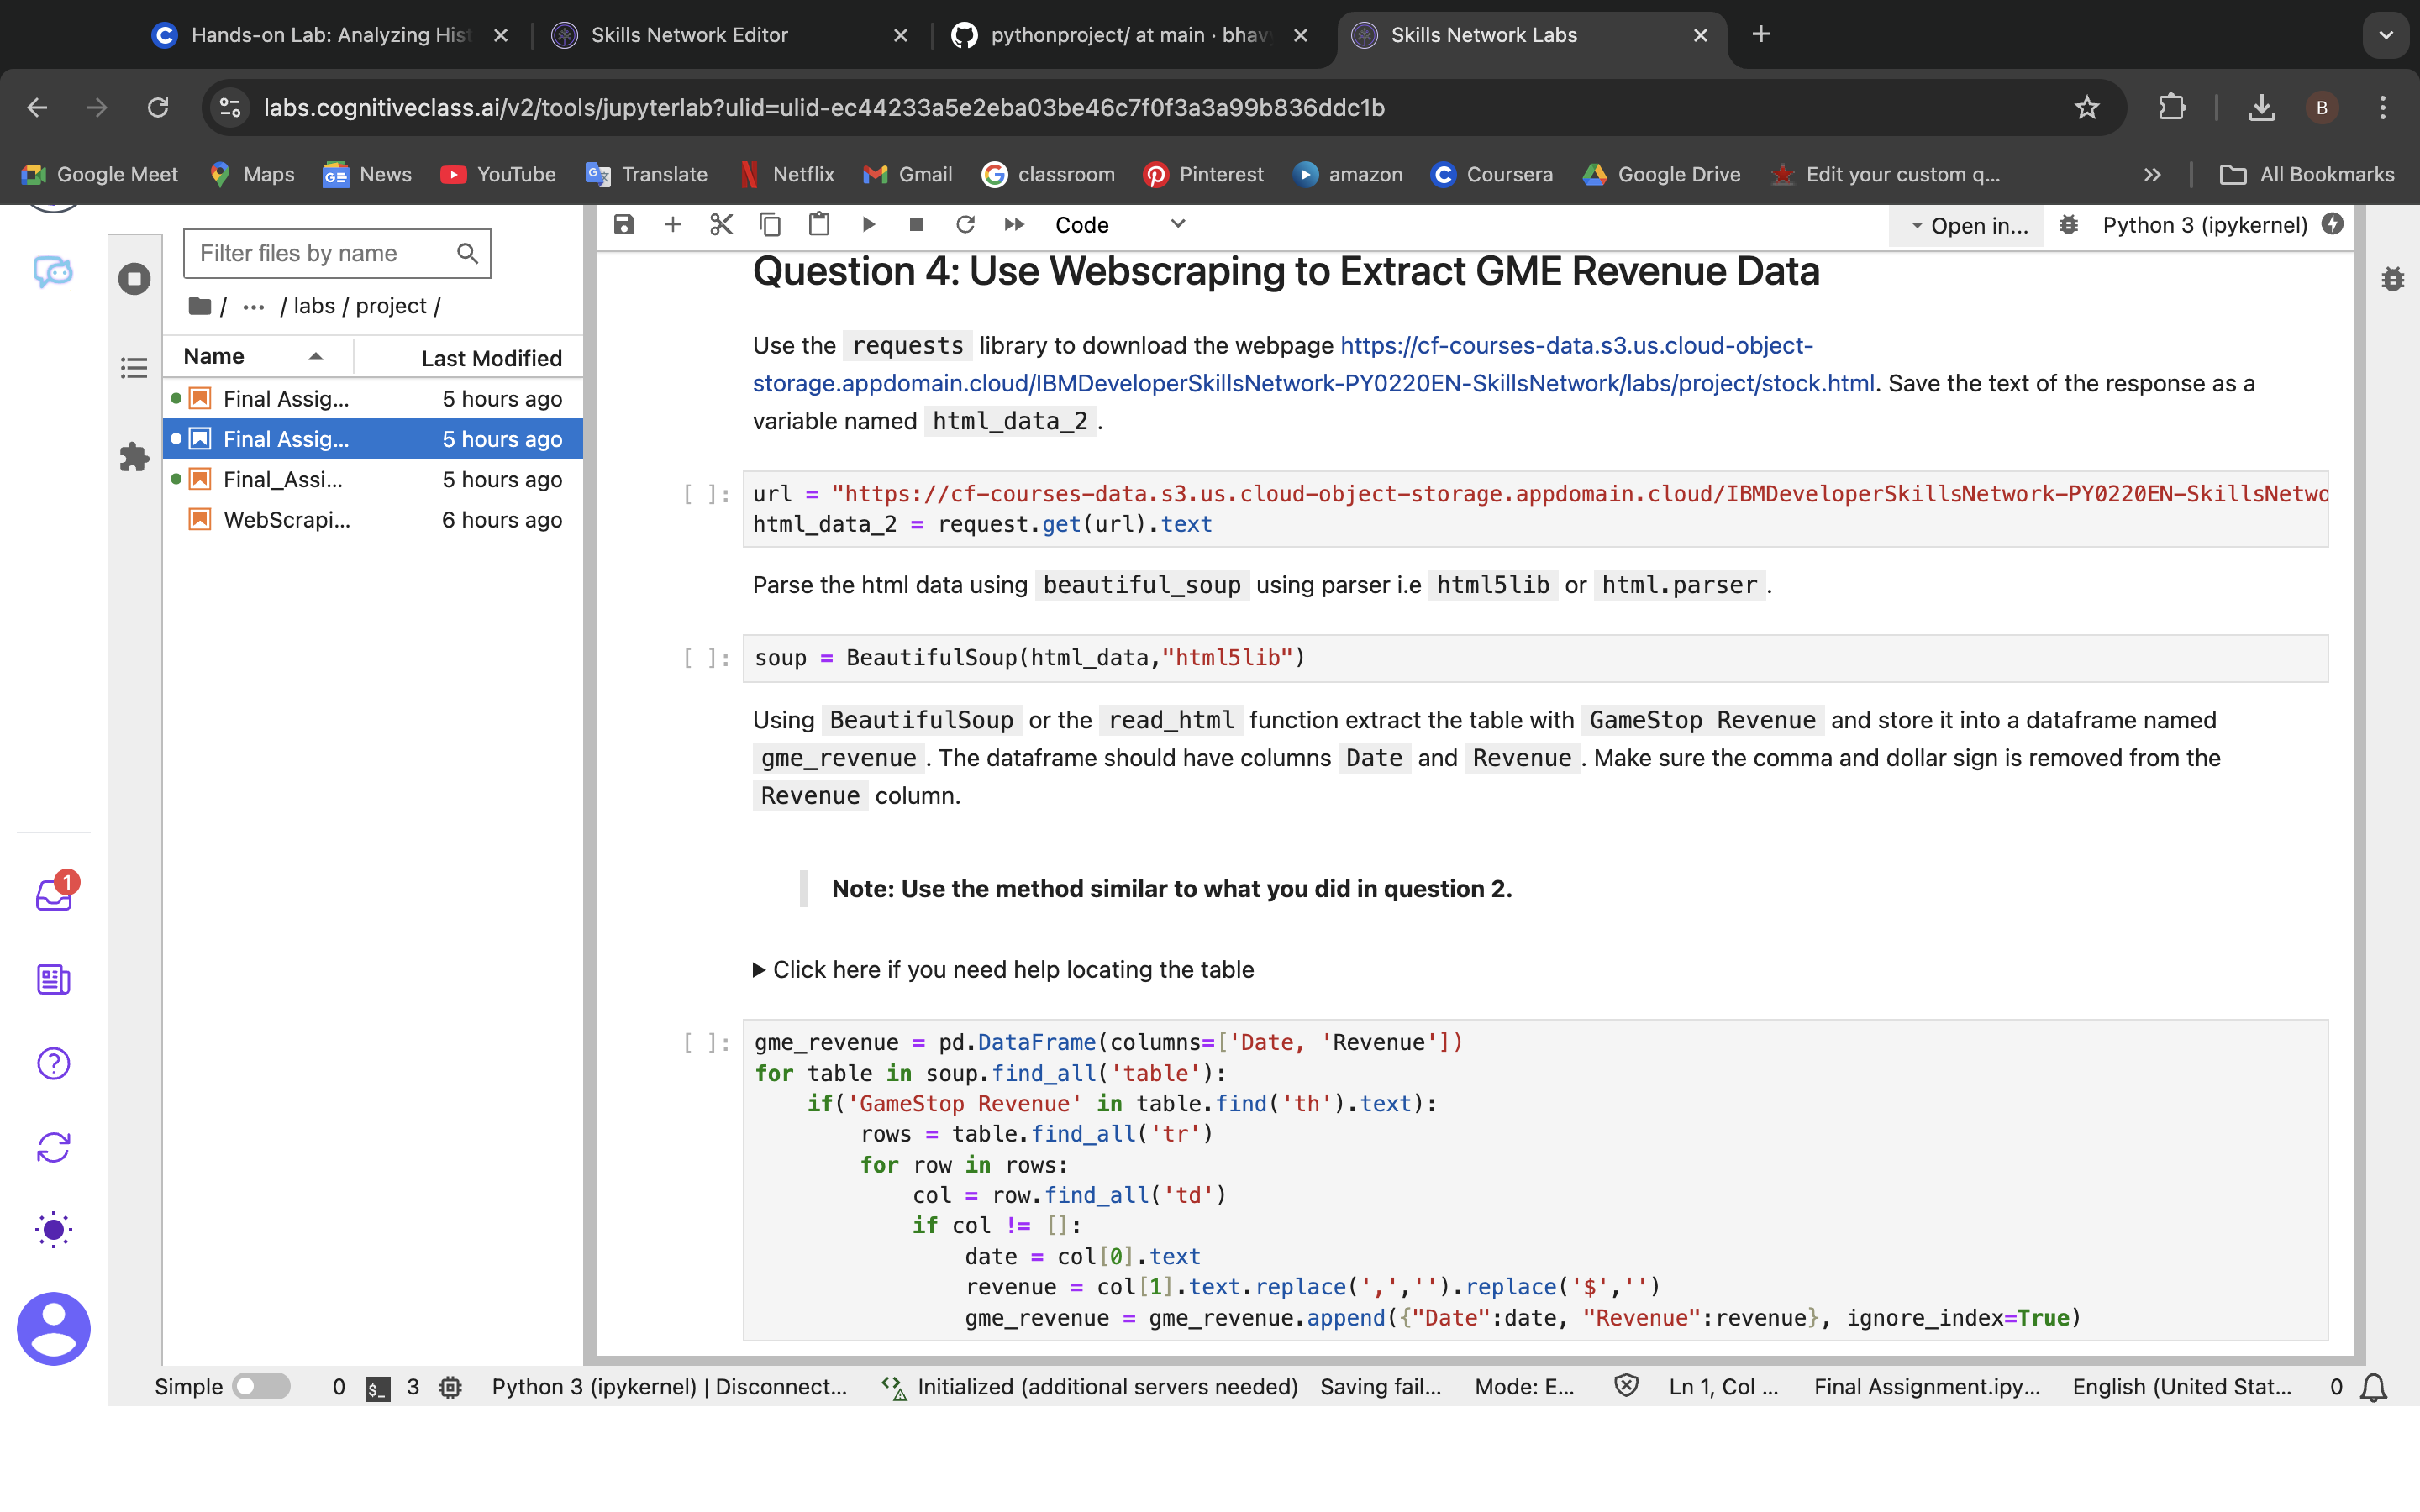 Hands-on Lab: Analyzing His
Skills Network Editor
pythonproject/ at main · bhav
Skills Network Labs
labs.cognitiveclass.ai/v2/tools/jupyterlab?ulid=ulid-ec44233a5e2eba03be46c7f0f3a3a99b836ddc1b
B
Google Meet
Maps
News
YouTube
Translate
Netflix
Gmail
classroom
Pinterest
amazon
Coursera
Google Drive
Edit your custom q...
All Bookmarks
Code
Open in...
Python 3 (ipykernel)
Filter files by name
/ ··· / labs / project /
Name Last Modified
Final Assig... 5 hours ago
Final Assig... 5 hours ago
Final_Assi... 5 hours ago
WebScrapi... 6 hours ago
1
Question 4: Use Webscraping to Extract GME Revenue Data
Use the requests library to download the webpage https://cf-courses-data.s3.us.cloud-object-
storage.appdomain.cloud/IBMDeveloperSkillsNetwork-PY0220EN-SkillsNetwork/labs/project/stock.html. Save the text of the response as a
variable named html_data_2 .
[ ]: url = "https://cf-courses-data.s3.us.cloud-object-storage.appdomain.cloud/IBMDeveloperSkillsNetwork-PY0220EN-SkillsNetwo
html_data_2 = request.get(url).text
Parse the html data using beautiful_soup using parser i.e html5lib or html.parser .
[ ]: soup = BeautifulSoup(html_data,"html5lib")
Using BeautifulSoup or the read_html function extract the table with GameStop Revenue and store it into a dataframe named
gme_revenue . The dataframe should have columns Date and Revenue . Make sure the comma and dollar sign is removed from the
Revenue column.
Note: Use the method similar to what you did in question 2.
Click here if you need help locating the table
[ ]: gme_revenue = pd.DataFrame(columns=['Date, 'Revenue'])
for table in soup.find_all('table'):
    if('GameStop Revenue' in table.find('th').text):
        rows = table.find_all('tr')
        for row in rows:
            col = row.find_all('td')
            if col != []:
                date = col[0].text
                revenue = col[1].text.replace(',','').replace('$','')
                gme_revenue = gme_revenue.append({"Date":date, "Revenue":revenue}, ignore_index=True)
Simple 0 $_ 3 Python 3 (ipykernel) | Disconnect... Initialized (additional servers needed) Saving fail... Mode: E... Ln 1, Col ... Final Assignment.ipy... English (United Stat... 0